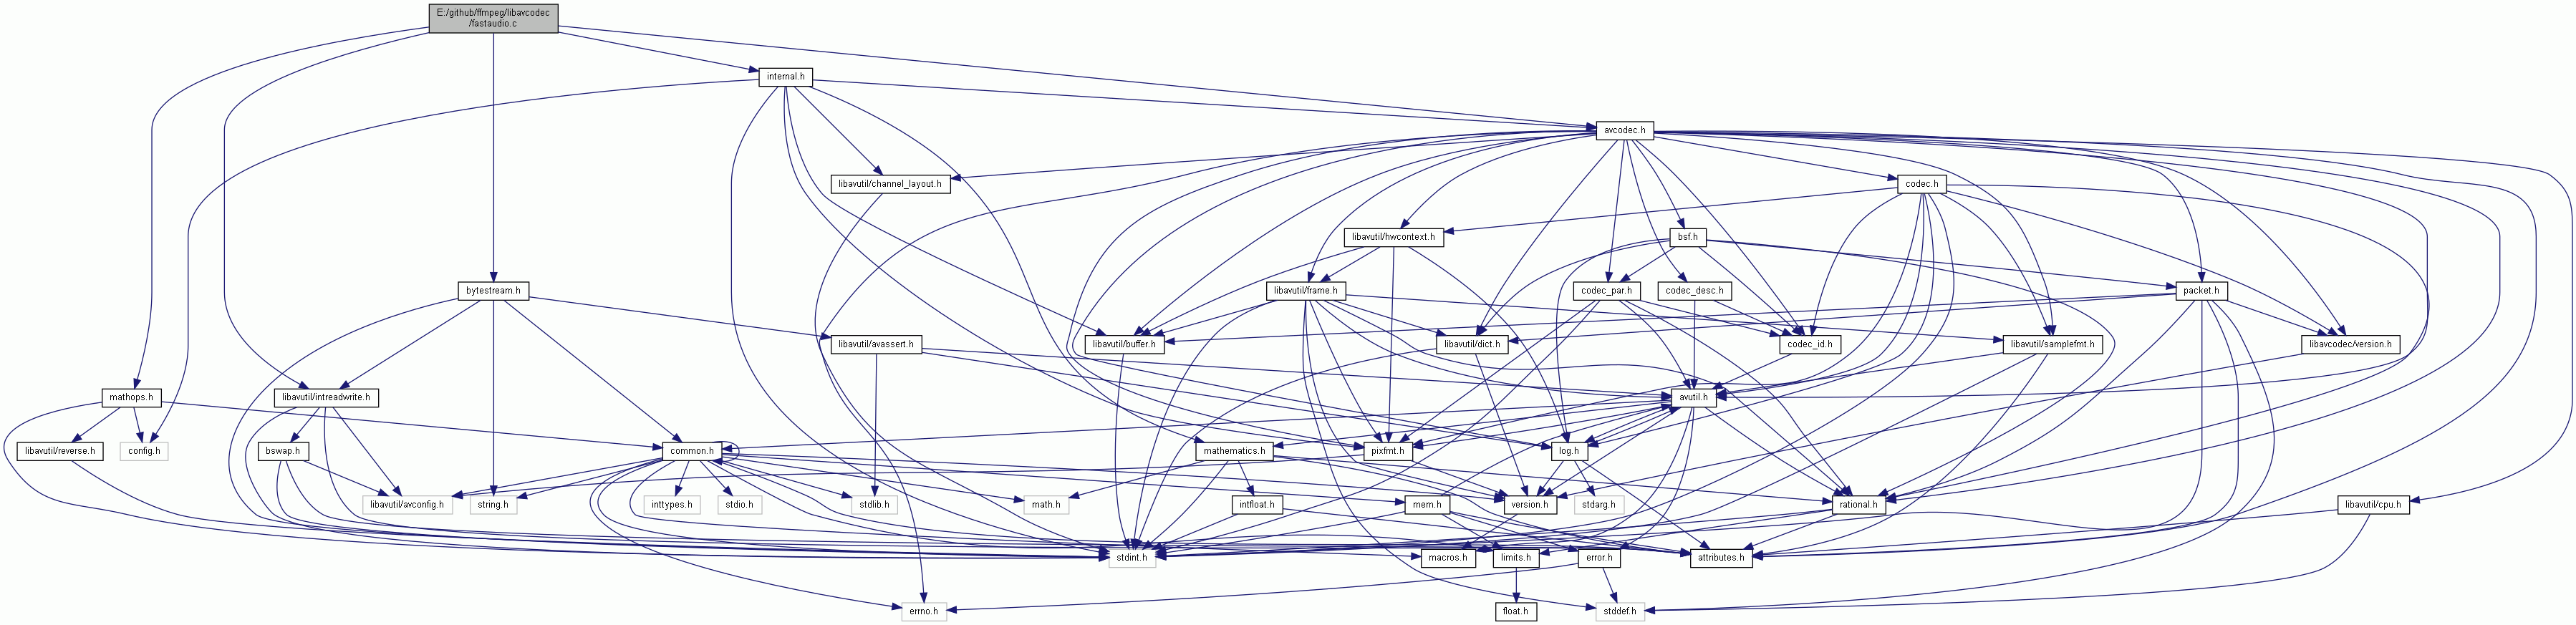 E:/github/ffmpeg/libavcodec
/fastaudio.c
internal.h
avcodec.h
libavutil/channel_layout.h
codec.h
libavutil/hwcontext.h
bsf.h
bytestream.h
libavutil/frame.h
codec_par.h
codec_desc.h
packet.h
libavutil/avassert.h
libavutil/buffer.h
libavutil/dict.h
codec_id.h
libavutil/samplefmt.h
libavcodec/version.h
mathops.h
libavutil/intreadwrite.h
avutil.h
libavutil/reverse.h
config.h
bswap.h
common.h
mathematics.h
pixfmt.h
log.h
libavutil/avconfig.h
string.h
inttypes.h
stdio.h
stdlib.h
math.h
intfloat.h
mem.h
version.h
stdarg.h
rational.h
libavutil/cpu.h
stdint.h
macros.h
limits.h
error.h
attributes.h
errno.h
float.h
stddef.h